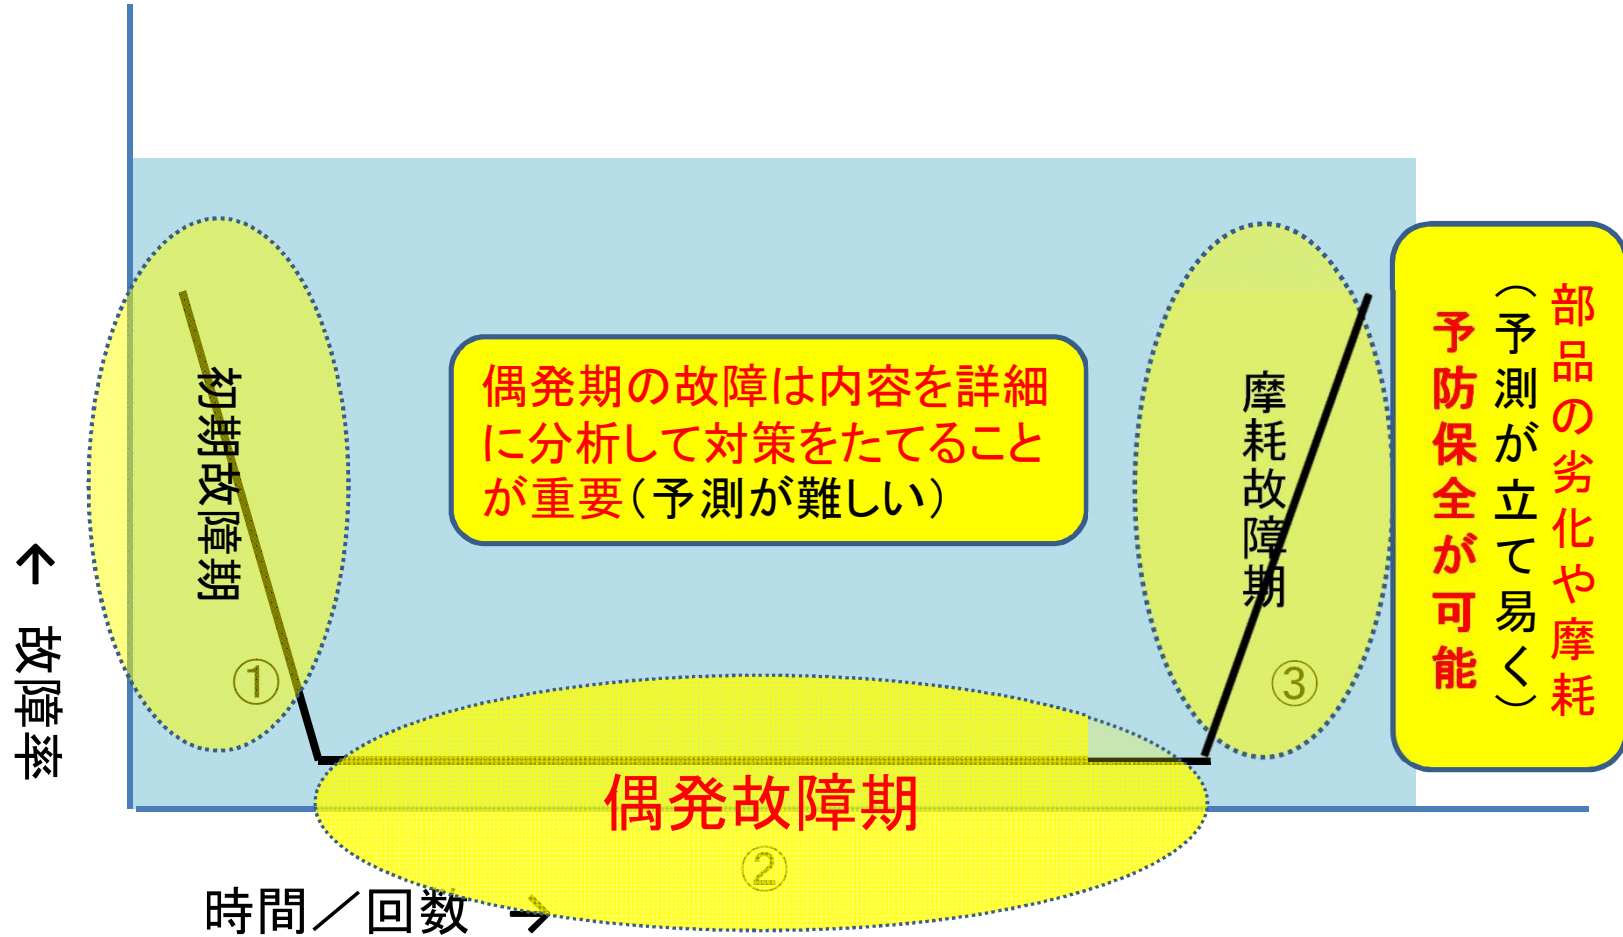 初期故障期
①
偶発期の故障は内容を詳細
に分析して対策をたてること
が重要（予測が難しい）
摩耗故障期
③
部品の劣化や摩耗
（予測が立て易く）
予防保全が可能
← 故障率
偶発故障期
②
時間／回数 →